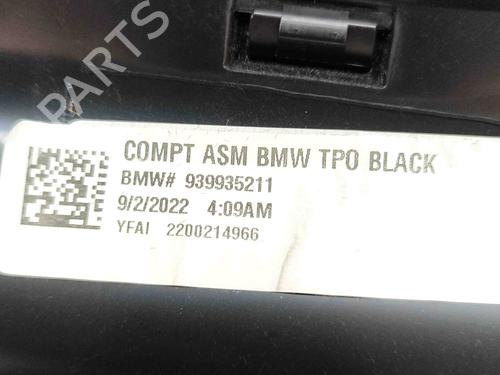 PARTS
COMPT ASM BMW TPO BLACK
BMW# 939935211
9/2/2022 4:09AM
YFAI 2200214966